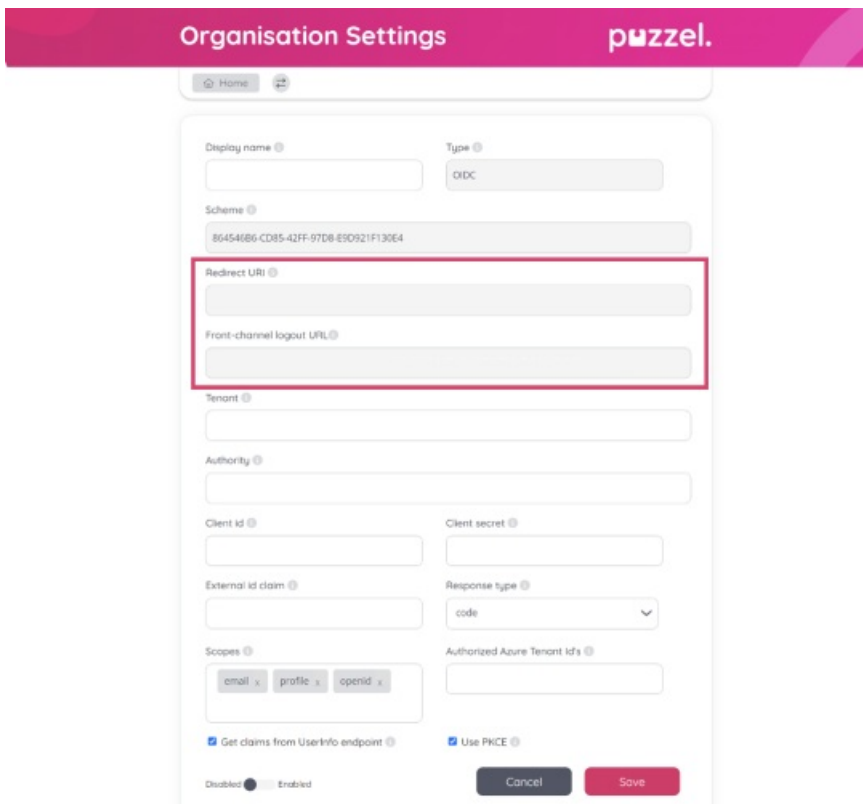 Organisation Settings puzzel.
Home
Display name Type
OIDC
Scheme
864546B6-CD85-42FF-97D8-E9D921F130E4
Redirect URI
Front-channel logout URL
Tenant
Authority
Client id Client secret
External id claim Response type
code
Scopes Authorized Azure Tenant Id's
email x profile x openid x
Get claims from UserInfo endpoint Use PKCE
Disabled Enabled Cancel Save